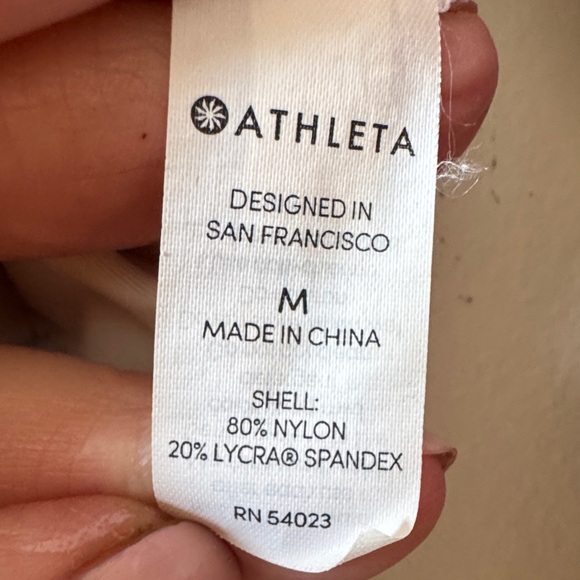 ATHLETA
DESIGNED IN
SAN FRANCISCO
M
MADE IN CHINA
SHELL:
80% NYLON
20% LYCRA® SPANDEX
RN 54023